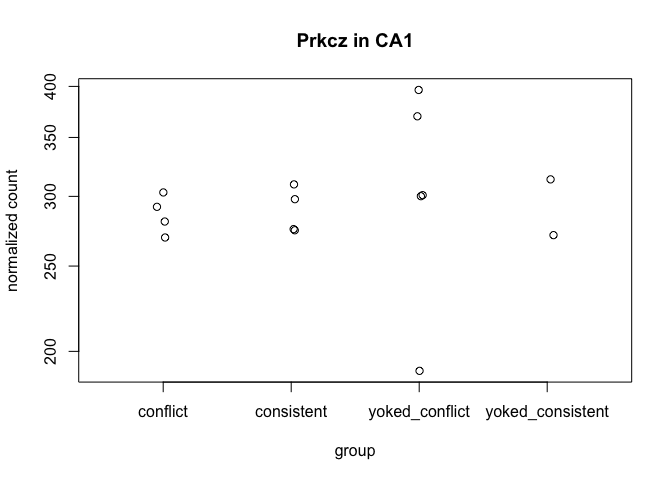 Prkcz in CA1
normalized count
400
350
300
250
200
conflict consistent yoked_conflict yoked_consistent
group